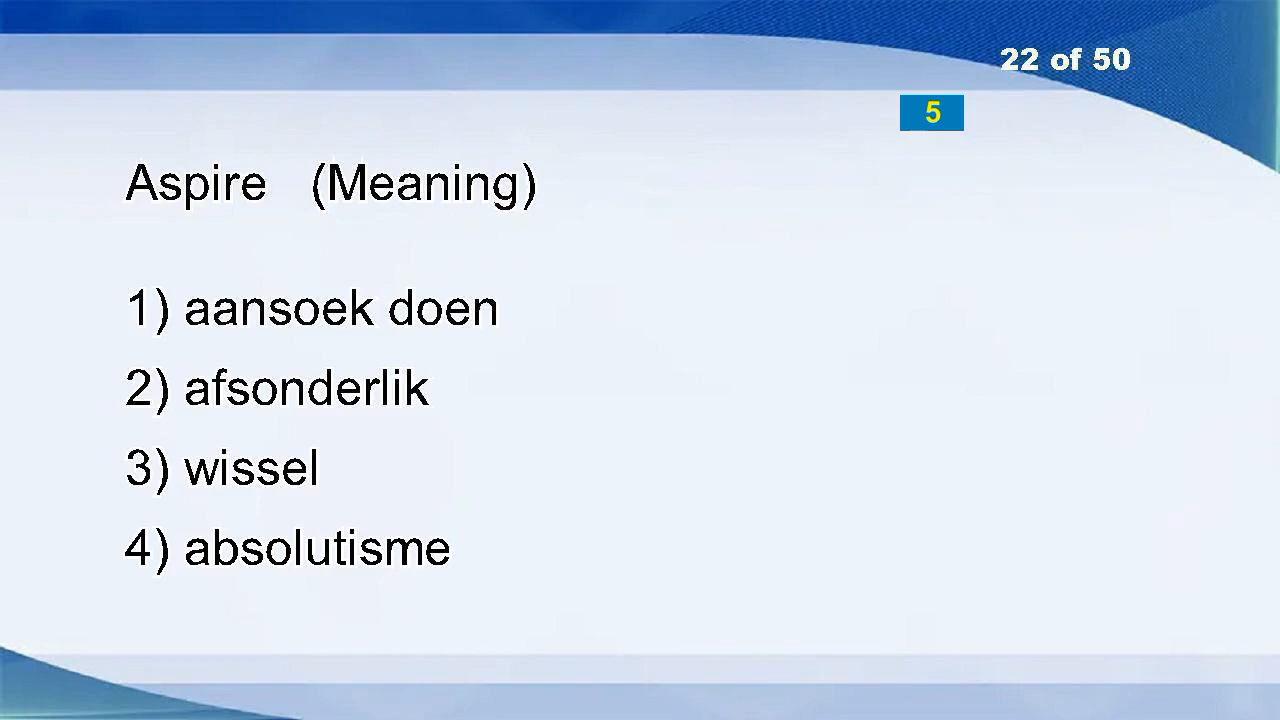 22 of 50
5
Aspire (Meaning)
1) aansoek doen
2) afsonderlik
3) wissel
4) absolutisme